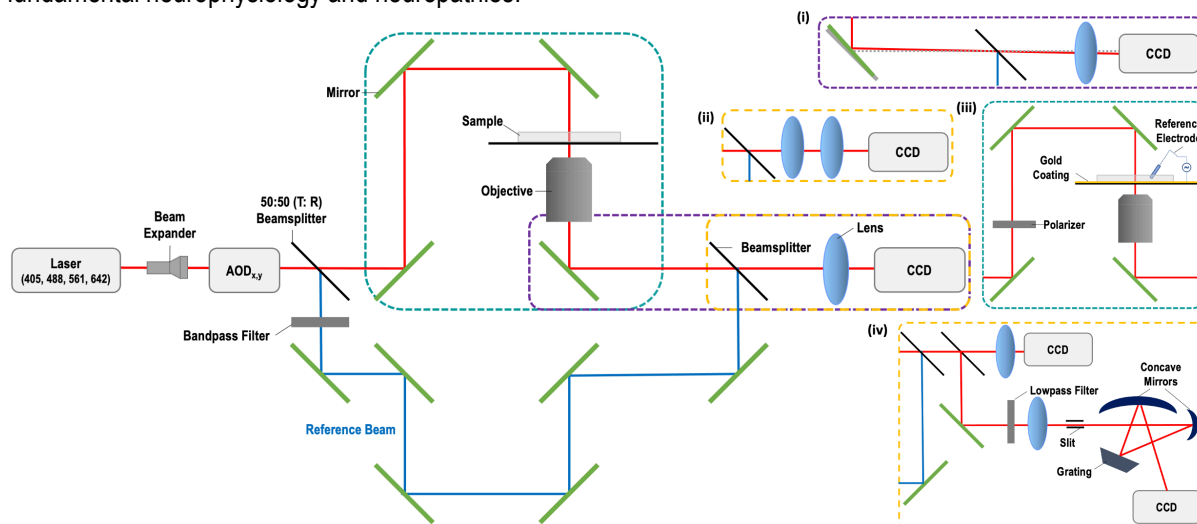 fundamental neurophysiology and neuropathies.
(i)
CCD
Mirror
Sample
Objective
(ii)
CCD
(iii)
Reference
Electrode
Gold
Coating
Polarizer
50:50 (T: R)
Beamsplitter
Beam
Expander
Laser
(405, 488, 561, 642)
AODx,y
Bandpass Filter
Beamsplitter
Lens
CCD
Reference Beam
(iv)
CCD
Lowpass Filter
Concave
Mirrors
Slit
Grating
CCD